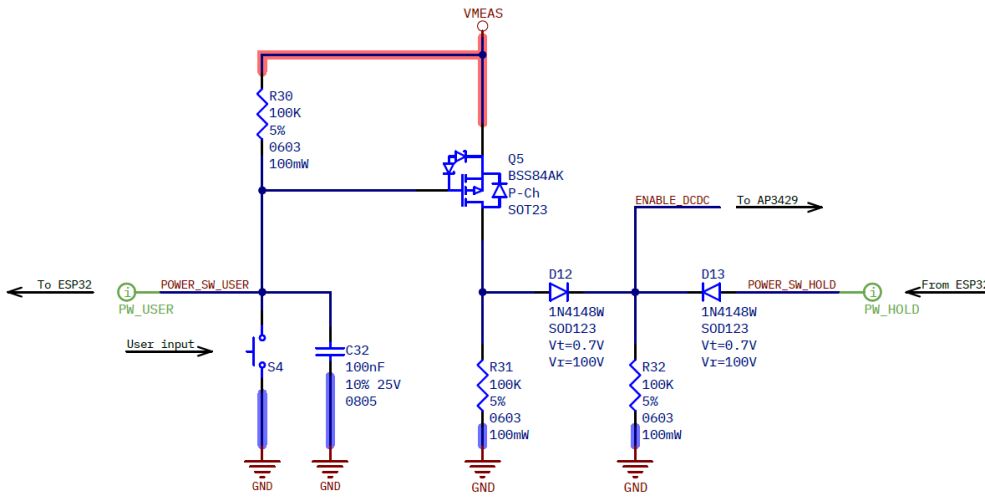 VMEAS
R30
100K
5%
0603
100mW
Q5
BSS84AK
P-Ch
SOT23
ENABLE_DCDC
To AP3429
To ESP32
i
POWER_SW_USER
PW_USER
D12
1N4148W
SOD123
Vt=0.7V
Vr=100V
D13
1N4148W
SOD123
Vt=0.7V
Vr=100V
POWER_SW_HOLD
i
PW_HOLD
From ESP32
User input
S4
C32
100nF
10% 25V
0805
R31
100K
5%
0603
100mW
R32
100K
5%
0603
100mW
GND
GND
GND
GND